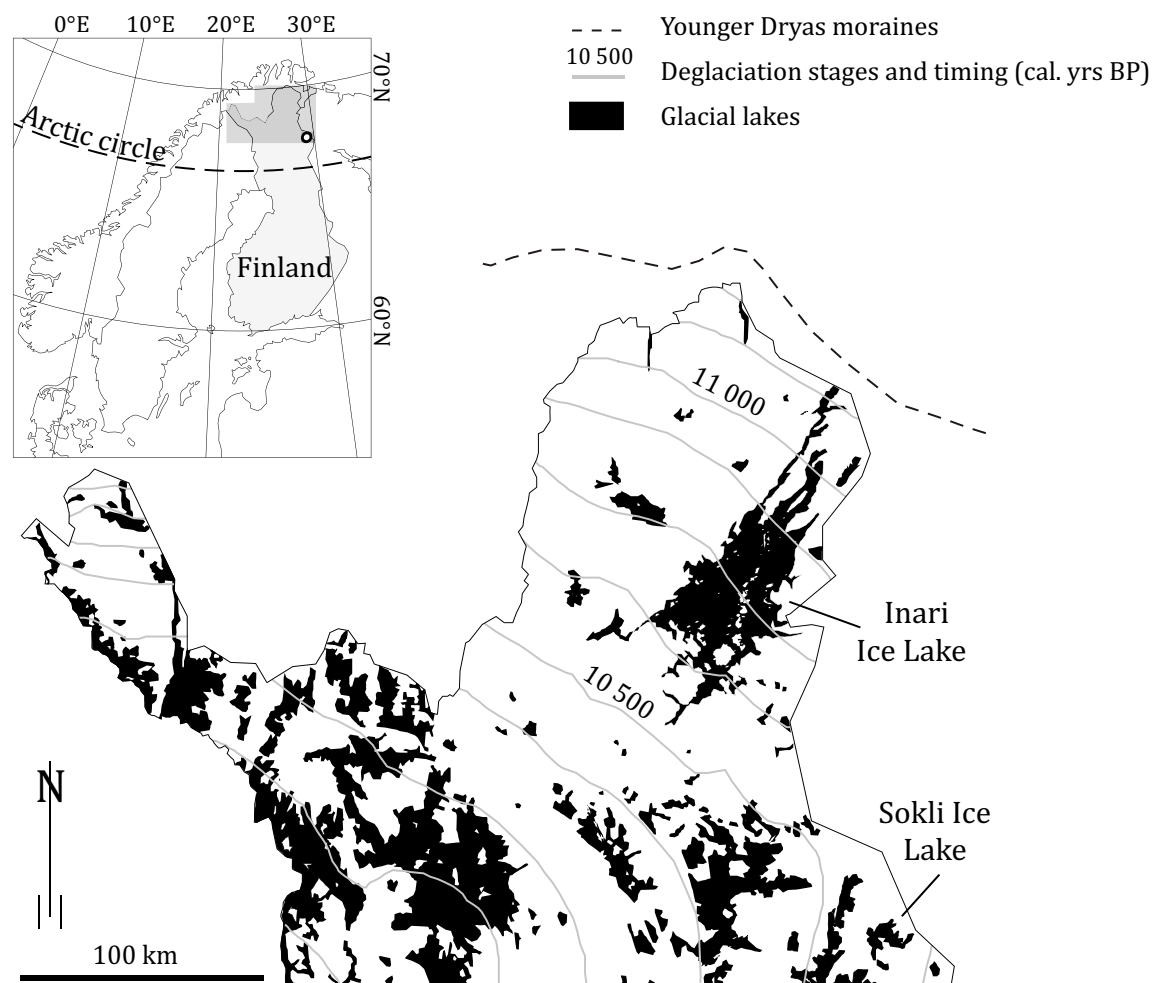 0°E 10°E 20°E 30°E
70°N
Arctic circle
Finland
60°N
Younger Dryas moraines
10 500
Deglaciation stages and timing (cal. yrs BP)
Glacial lakes
11 000
Inari
Ice Lake
10 500
Sokli Ice
Lake
N
100 km